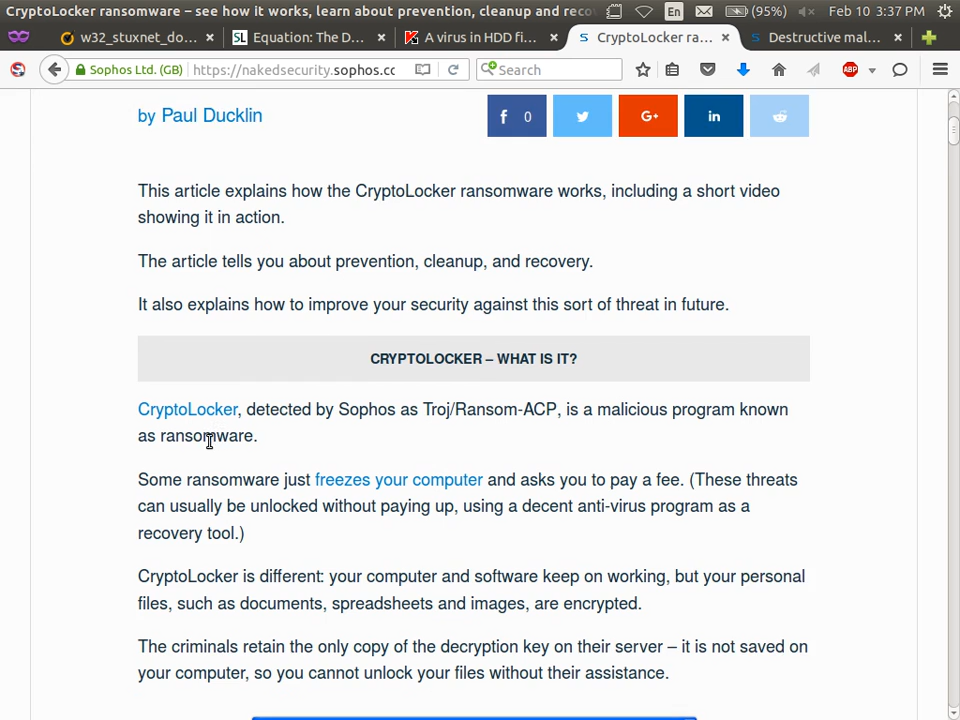 CryptoLocker ransomware – see how it works, learn about prevention, cleanup and reco
En (95%) Feb 10 3:37 PM
w32_stuxnet_do... × SL Equation: The D... × A virus in HDD fi... × S CryptoLocker ra... × S Destructive mal... ×
Sophos Ltd. (GB) https://nakedsecurity.sophos.cc Search ABP
by Paul Ducklin
f 0 G+ in
This article explains how the CryptoLocker ransomware works, including a short video
showing it in action.
The article tells you about prevention, cleanup, and recovery.
It also explains how to improve your security against this sort of threat in future.
CRYPTOLOCKER – WHAT IS IT?
CryptoLocker, detected by Sophos as Troj/Ransom-ACP, is a malicious program known
as ransomware.
Some ransomware just freezes your computer and asks you to pay a fee. (These threats
can usually be unlocked without paying up, using a decent anti-virus program as a
recovery tool.)
CryptoLocker is different: your computer and software keep on working, but your personal
files, such as documents, spreadsheets and images, are encrypted.
The criminals retain the only copy of the decryption key on their server – it is not saved on
your computer, so you cannot unlock your files without their assistance.